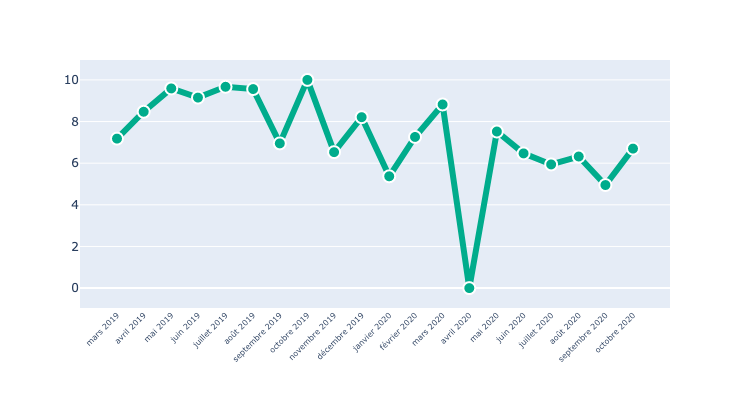 10
8
6
4
2
0
mars 2019
avril 2019
mai 2019
juin 2019
juillet 2019
août 2019
septembre 2019
octobre 2019
novembre 2019
décembre 2019
janvier 2020
février 2020
mars 2020
avril 2020
mai 2020
juin 2020
juillet 2020
août 2020
septembre 2020
octobre 2020